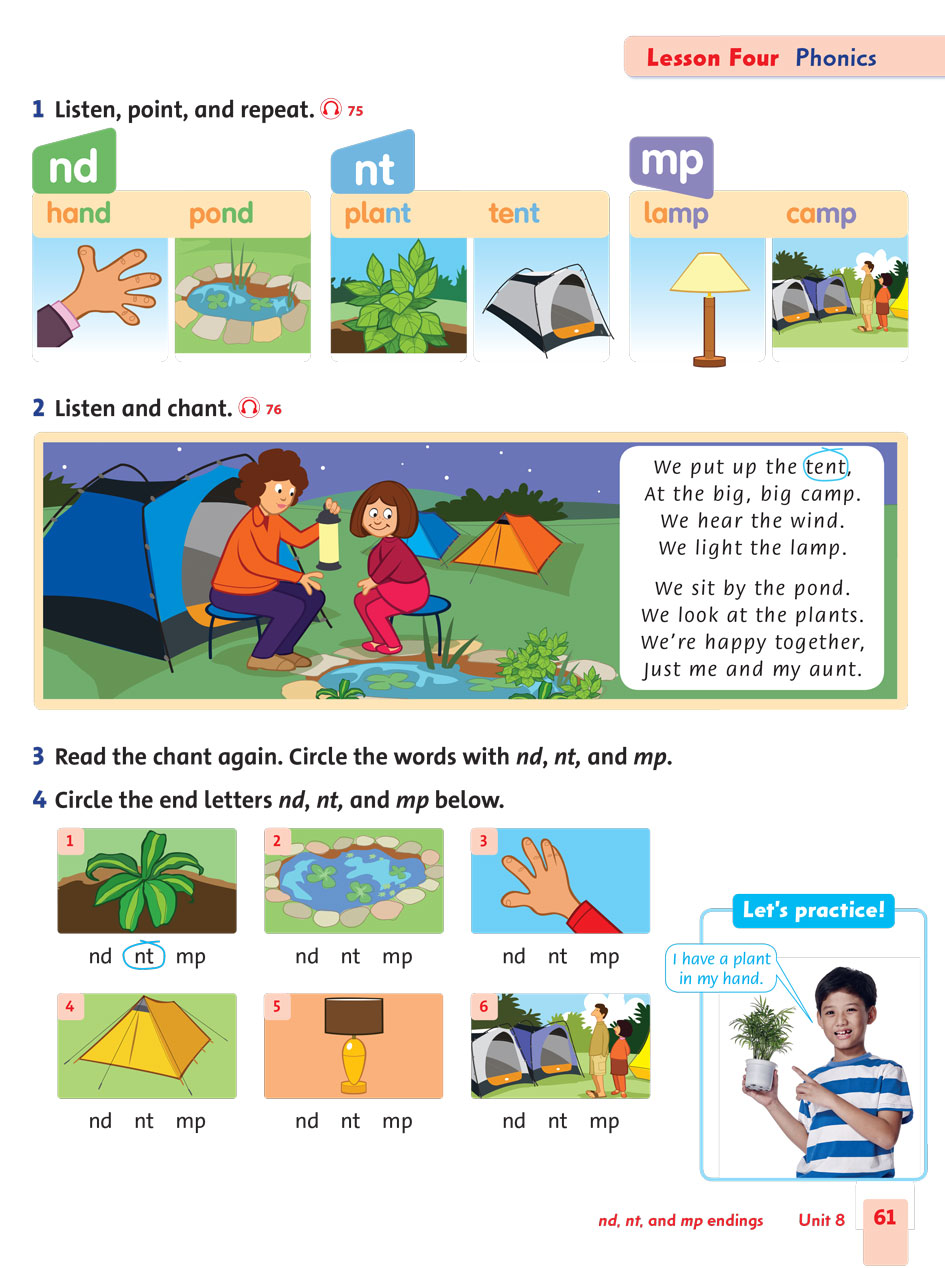 Lesson Four Phonics
1 Listen, point, and repeat. 75
nd
hand pond
nt
plant tent
mp
lamp camp
2 Listen and chant. 76
We put up the tent,
At the big, big camp.
We hear the wind.
We light the lamp.
We sit by the pond.
We look at the plants.
We're happy together,
Just me and my aunt.
3 Read the chant again. Circle the words with nd, nt, and mp.
4 Circle the end letters nd, nt, and mp below.
1
nd nt mp
2
nd nt mp
3
nd nt mp
4
nd nt mp
5
nd nt mp
6
nd nt mp
Let's practice!
I have a plant
in my hand.
nd, nt, and mp endings Unit 8 61